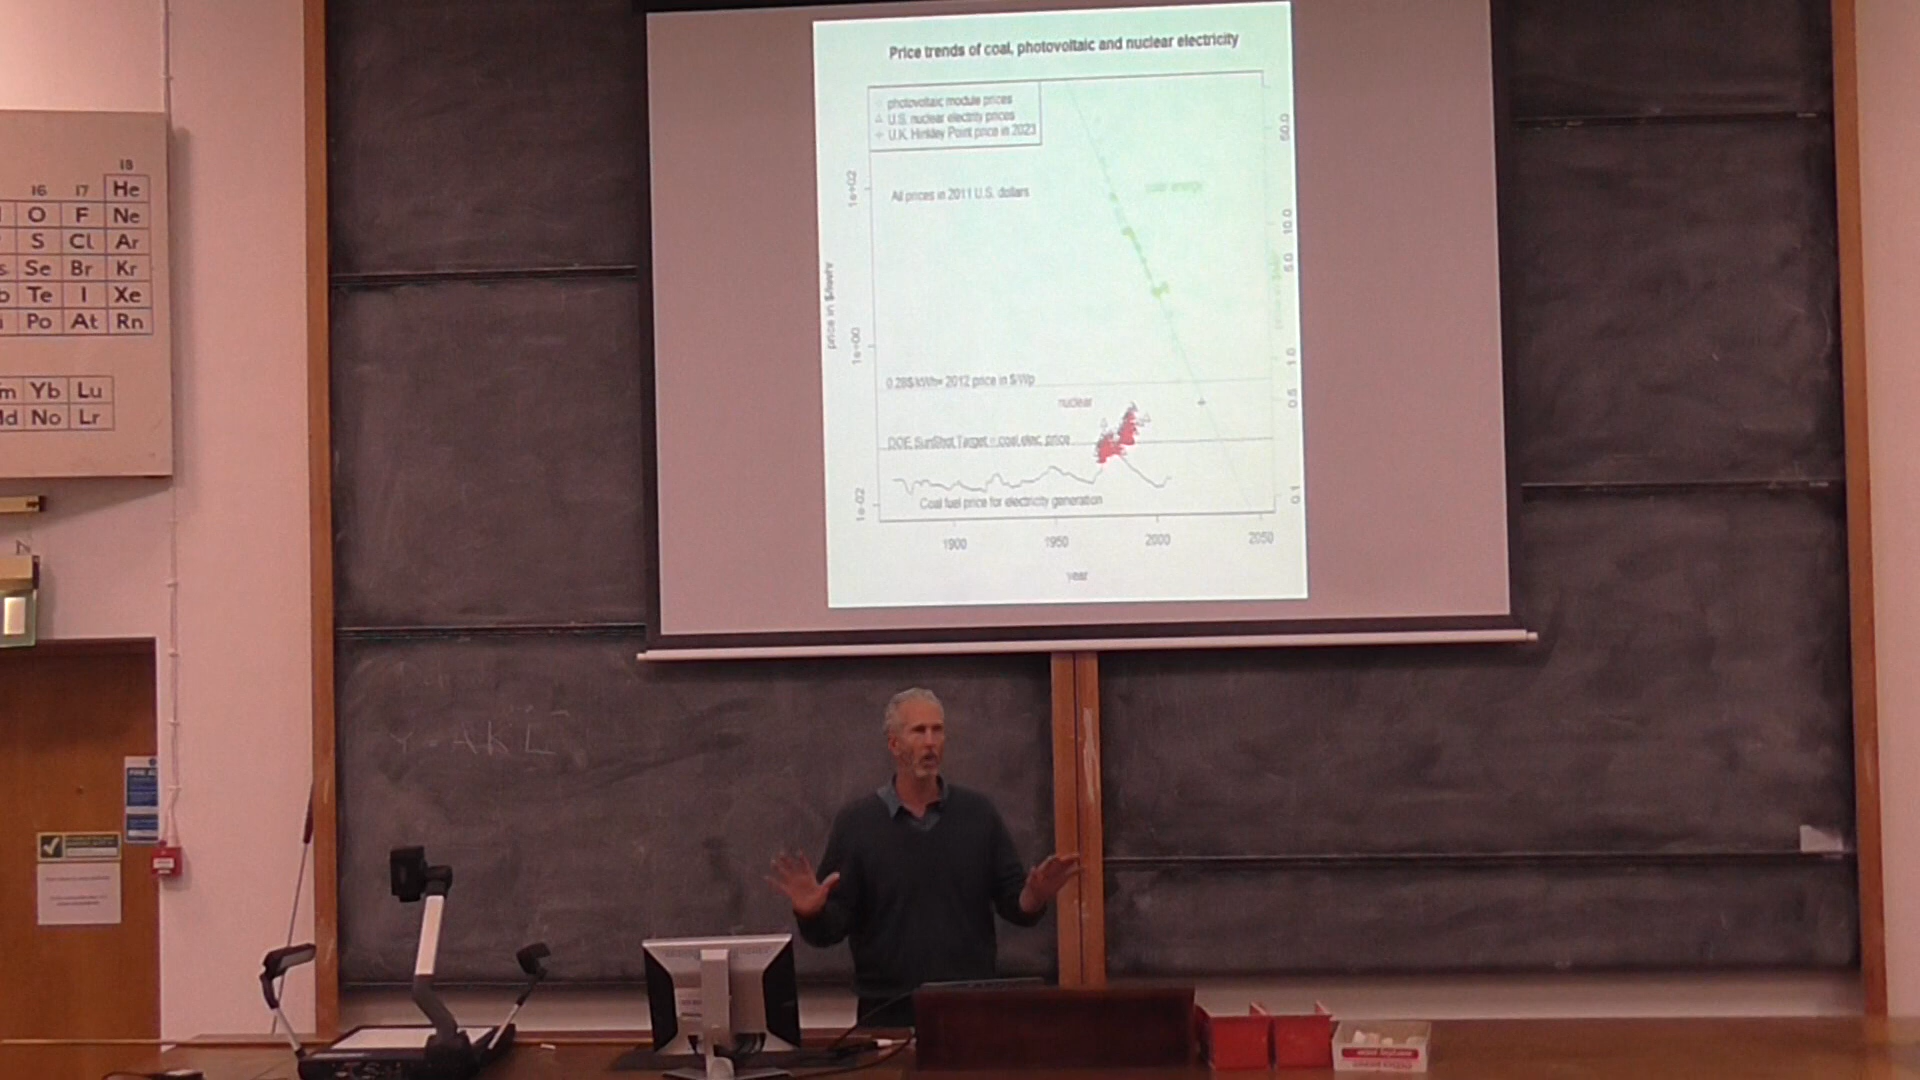 Price trends of coal, photovoltaic and nuclear electricity
photovoltaic module prices
U.S. nuclear electrity prices
U.K. Hinkley Point price in 2023
All prices in 2011 U.S. dollars
solar energy
price in $/kWh
1e+02
1e+00
1e-02
50.0
10.0
5.0
1.0
0.5
0.1
0.28$/kWh= 2012 price in $/Wp
nuclear
DOE SunShot Target = coal elec. price
Coal fuel price for electricity generation
1900
1950
2000
2050
year
18
16 17 He
O F Ne
S Cl Ar
Se Br Kr
Te I Xe
Po At Rn
Yb Lu
No Lr